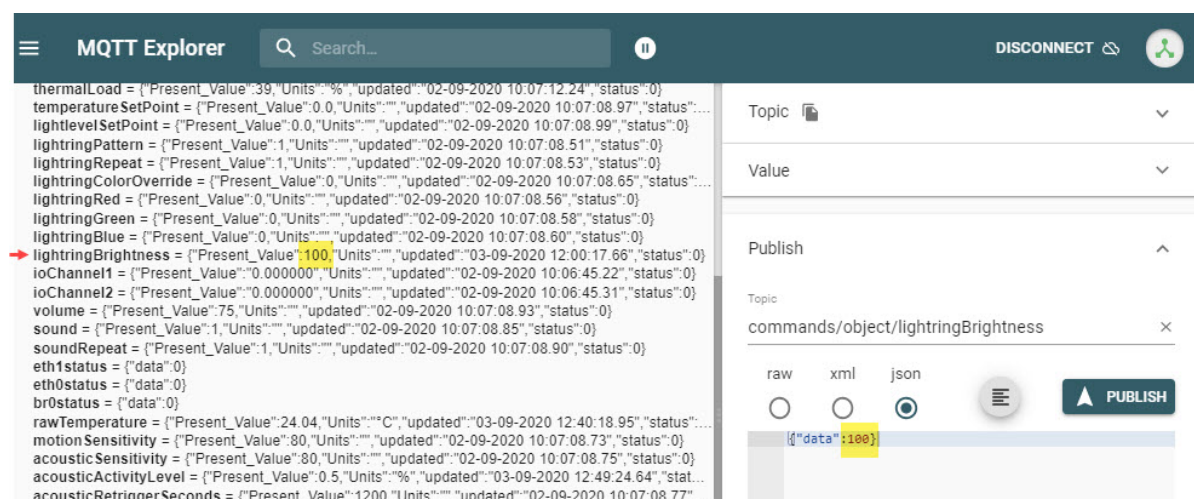 MQTT Explorer
Search...
DISCONNECT
thermalLoad = {"Present_Value":39,"Units":"%","updated":"02-09-2020 10:07:12.24","status":0}
temperatureSetPoint = {"Present_Value":0.0,"Units":"","updated":"02-09-2020 10:07:08.97","status":...
lightlevelSetPoint = {"Present_Value":0.0,"Units":"","updated":"02-09-2020 10:07:08.99","status":0}
lightringPattern = {"Present_Value":1,"Units":"","updated":"02-09-2020 10:07:08.51","status":0}
lightringRepeat = {"Present_Value":1,"Units":"","updated":"02-09-2020 10:07:08.53","status":0}
lightringColorOverride = {"Present_Value":0,"Units":"","updated":"02-09-2020 10:07:08.65","status":...
lightringRed = {"Present_Value":0,"Units":"","updated":"02-09-2020 10:07:08.56","status":0}
lightringGreen = {"Present_Value":0,"Units":"","updated":"02-09-2020 10:07:08.58","status":0}
lightringBlue = {"Present_Value":0,"Units":"","updated":"02-09-2020 10:07:08.60","status":0}
lightringBrightness = {"Present_Value":100,"Units":"","updated":"03-09-2020 12:00:17.66","status":0}
ioChannel1 = {"Present_Value":"0.000000","Units":"","updated":"02-09-2020 10:06:45.22","status":0}
ioChannel2 = {"Present_Value":"0.000000","Units":"","updated":"02-09-2020 10:06:45.31","status":0}
volume = {"Present_Value":75,"Units":"","updated":"02-09-2020 10:07:08.93","status":0}
sound = {"Present_Value":1,"Units":"","updated":"02-09-2020 10:07:08.85","status":0}
soundRepeat = {"Present_Value":1,"Units":"","updated":"02-09-2020 10:07:08.90","status":0}
eth1status = {"data":0}
eth0status = {"data":0}
br0status = {"data":0}
rawTemperature = {"Present_Value":24.04,"Units":"°C","updated":"03-09-2020 12:40:18.95","status":...
motionSensitivity = {"Present_Value":80,"Units":"","updated":"02-09-2020 10:07:08.73","status":0}
acousticSensitivity = {"Present_Value":80,"Units":"","updated":"02-09-2020 10:07:08.75","status":0}
acousticActivityLevel = {"Present_Value":0.5,"Units":"%","updated":"03-09-2020 12:49:24.64","stat...
acousticRetriggerSeconds = {"Present_Value":1200,"Units":"","updated":"02-09-2020 10:07:08.77"
Topic
Value
Publish
Topic
commands/object/lightringBrightness
raw xml json
PUBLISH
{"data":100}